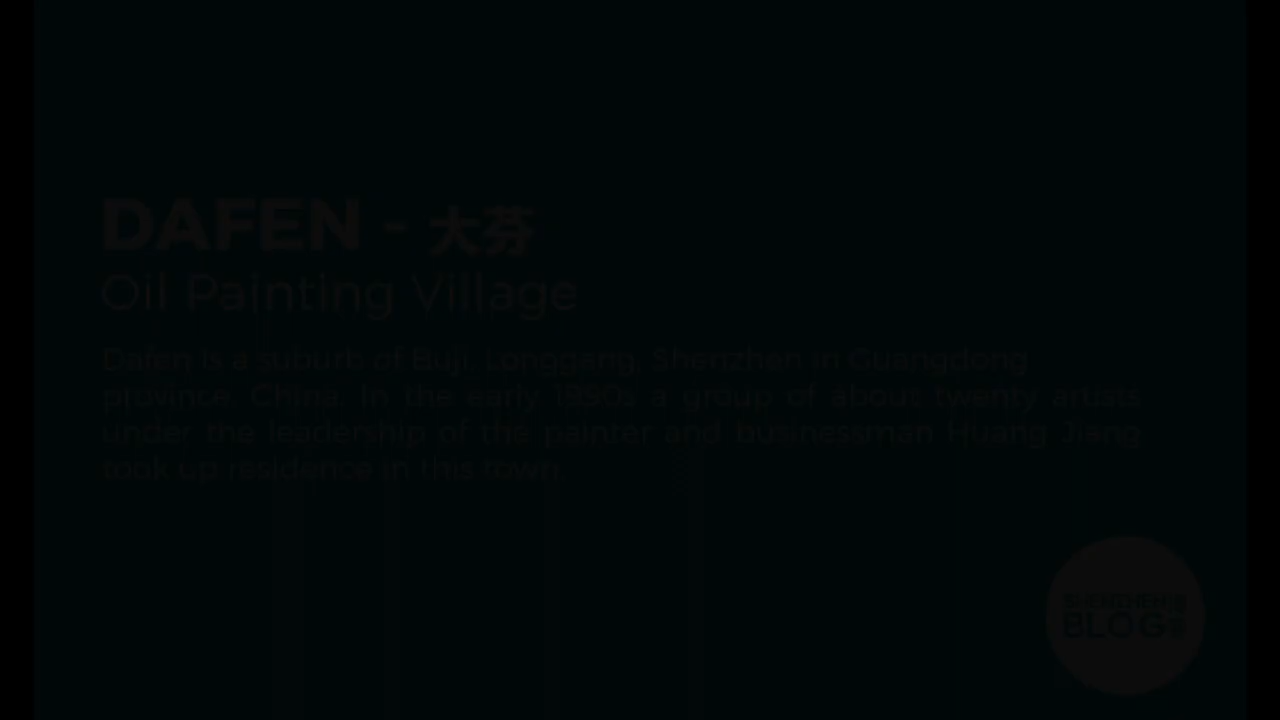 DAFEN - 大芬
Oil Painting Village
Dafen is a suburb of Buji, Longgang, Shenzhen in Guangdong
province, China. In the early 1990s a group of about twenty artists
under the leadership of the painter and businessman Huang Jiang
took up residence in this town.
SHENZHEN
BLOG